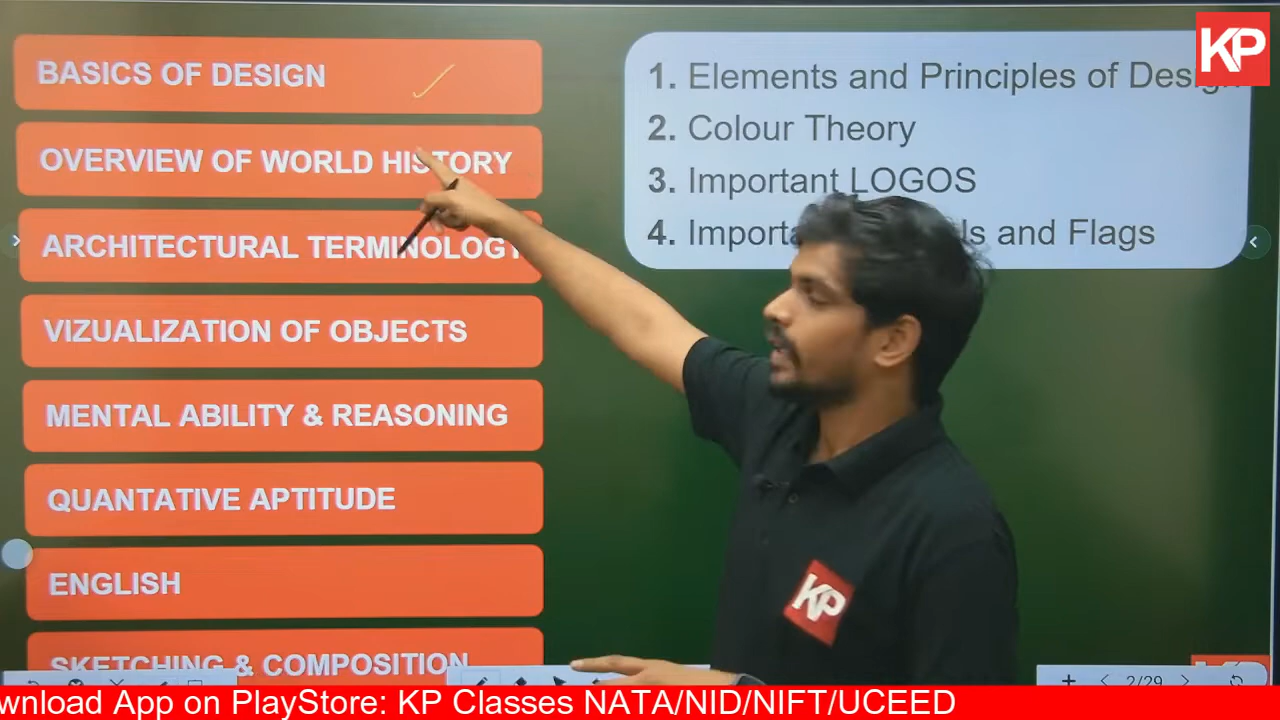 BASICS OF DESIGN
OVERVIEW OF WORLD HISTORY
ARCHITECTURAL TERMINOLOGY
VIZUALIZATION OF OBJECTS
MENTAL ABILITY & REASONING
QUANTATIVE APTITUDE
ENGLISH
SKETCHING & COMPOSITION
1. Elements and Principles of Design
2. Colour Theory
3. Important LOGOS
4. and Flags
KP
KP
2/29
wnload App on PlayStore: KP Classes NATA/NID/NIFT/UCEED